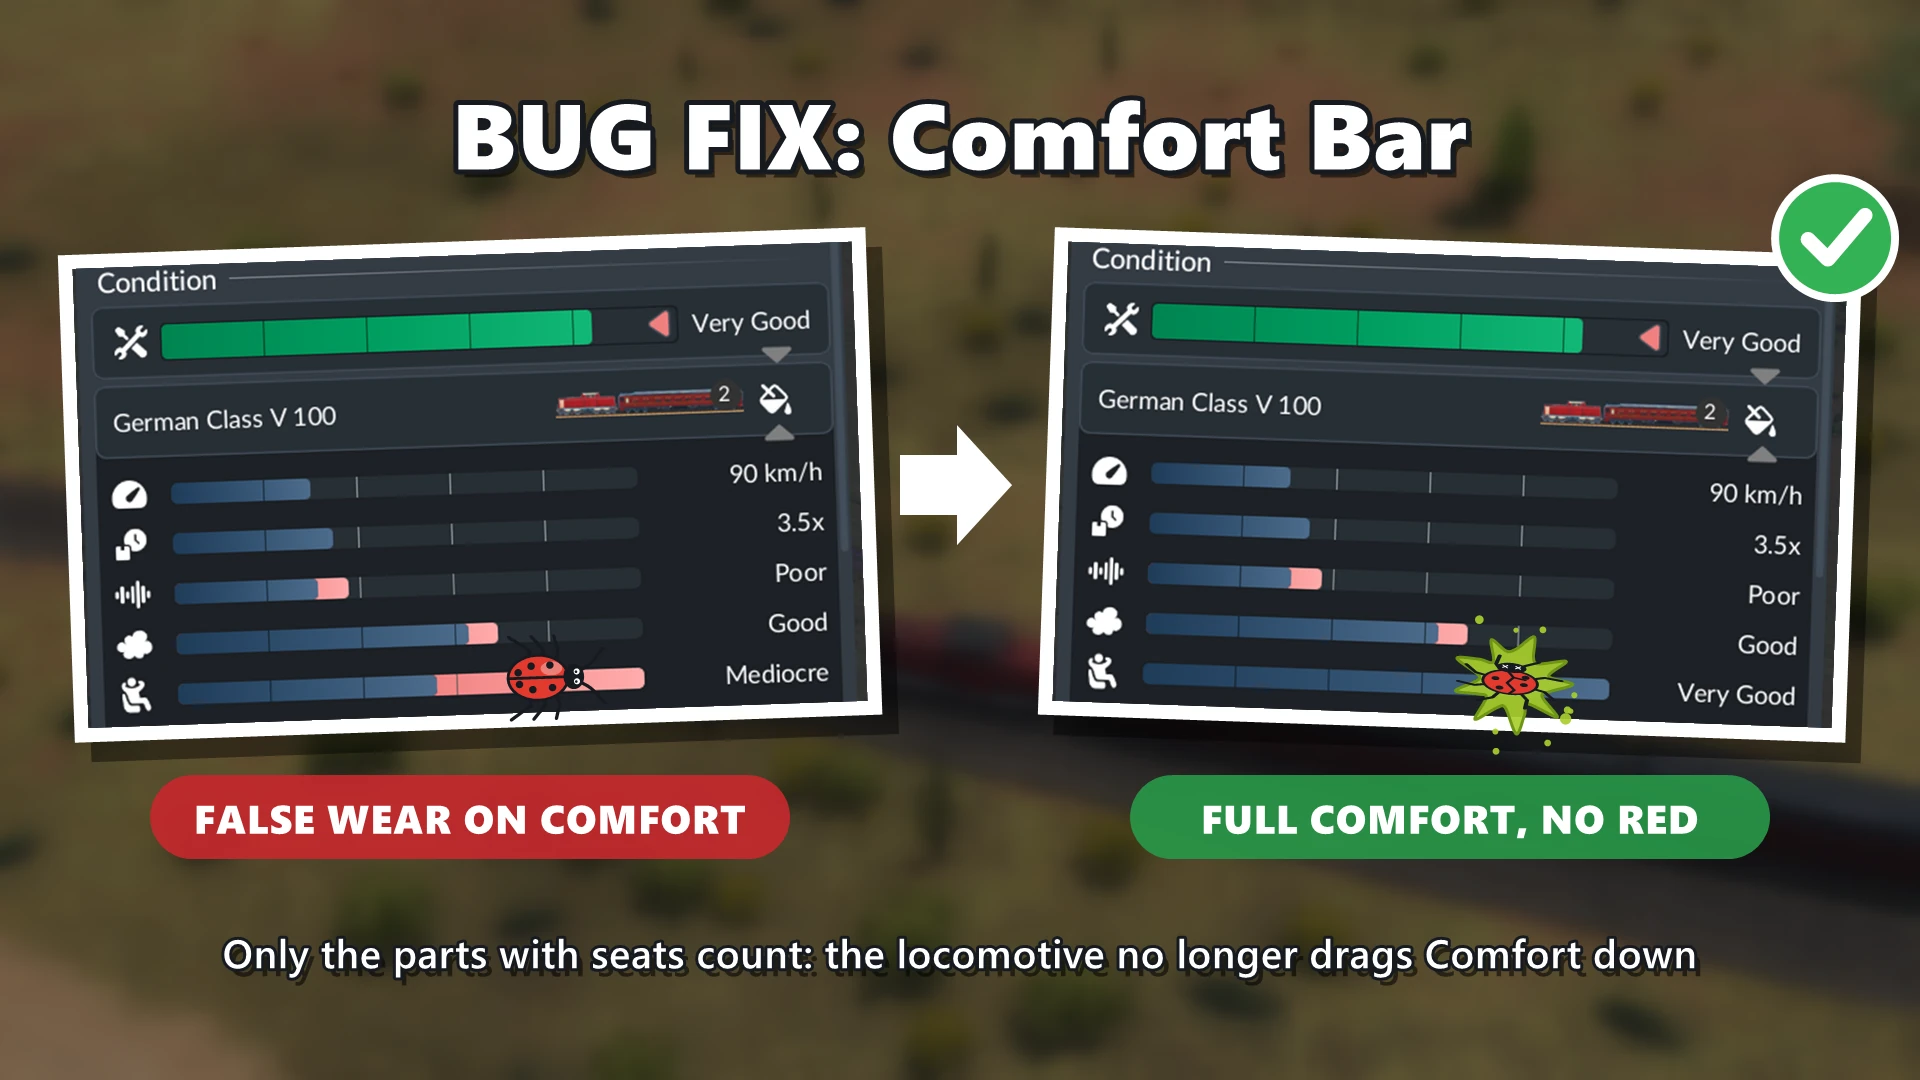 BUG FIX: Comfort Bar
Condition
Very Good
German Class V 100
2
90 km/h
3.5x
Poor
Good
Mediocre
Condition
Very Good
German Class V 100
2
90 km/h
3.5x
Poor
Good
Very Good
FALSE WEAR ON COMFORT
FULL COMFORT, NO RED
Only the parts with seats count: the locomotive no longer drags Comfort down